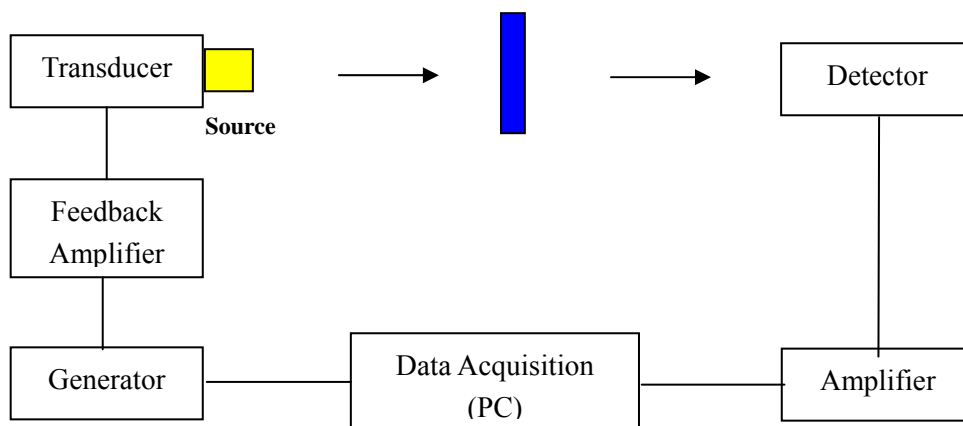 Transducer
Detector
Source
Feedback
Amplifier
Generator
Data Acquisition
(PC)
Amplifier